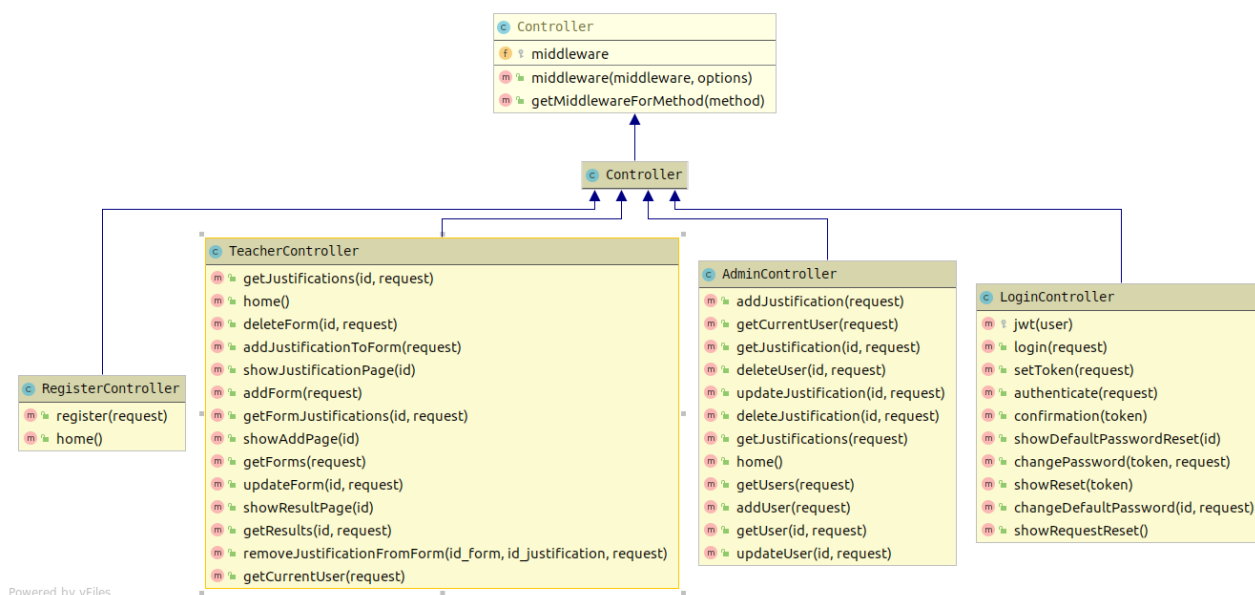 Controller
middleware
middleware(middleware, options)
getMiddlewareForMethod(method)
Controller
RegisterController
register(request)
home()
TeacherController
getJustifications(id, request)
home()
deleteForm(id, request)
addJustificationToForm(request)
showJustificationPage(id)
addForm(request)
getFormJustifications(id, request)
showAddPage(id)
getForms(request)
updateForm(id, request)
showResultPage(id)
getResults(id, request)
removeJustificationFromForm(id_form, id_justification, request)
getCurrentUser(request)
AdminController
addJustification(request)
getCurrentUser(request)
getJustification(id, request)
deleteUser(id, request)
updateJustification(id, request)
deleteJustification(id, request)
getJustifications(request)
home()
getUsers(request)
addUser(request)
getUser(id, request)
updateUser(id, request)
LoginController
jwt(user)
login(request)
setToken(request)
authenticate(request)
confirmation(token)
showDefaultPasswordReset(id)
changePassword(token, request)
showReset(token)
changeDefaultPassword(id, request)
showRequestReset()
Powered by yFiles